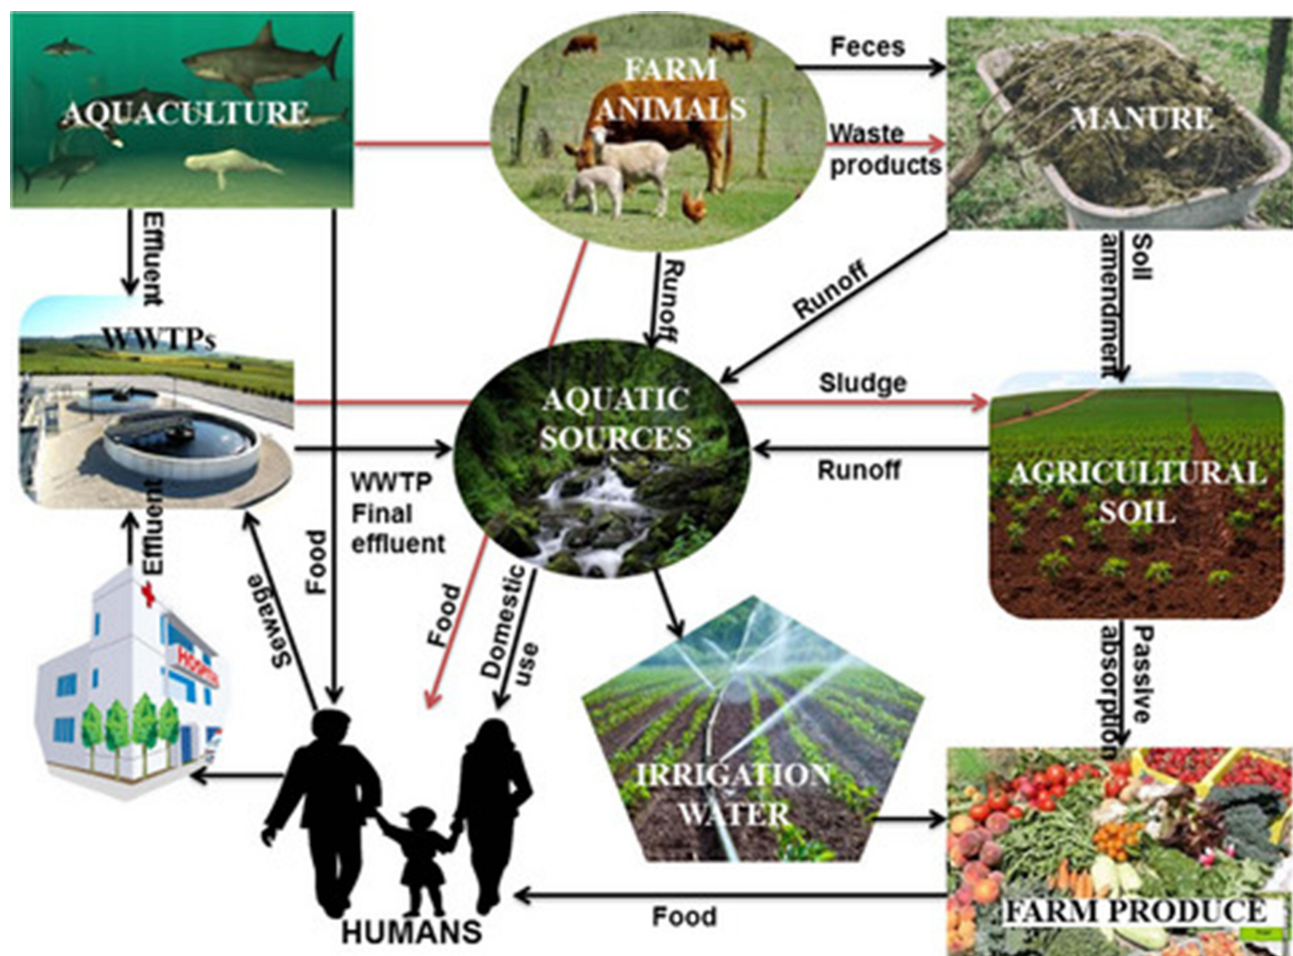 AQUACULTURE
FARM
ANIMALS
Feces
MANURE
Waste
products
Effluent
Runoff
Runoff
Soil
amendment
WWTPs
AQUATIC
SOURCES
Sludge
Runoff
AGRICULTURAL
SOIL
WWTP
Final
effluent
Effluent
Sewage
Food
Food
Domestic
use
Passive
absorption
HOSPITAL
IRRIGATION
WATER
FARM PRODUCE
Food
HUMANS